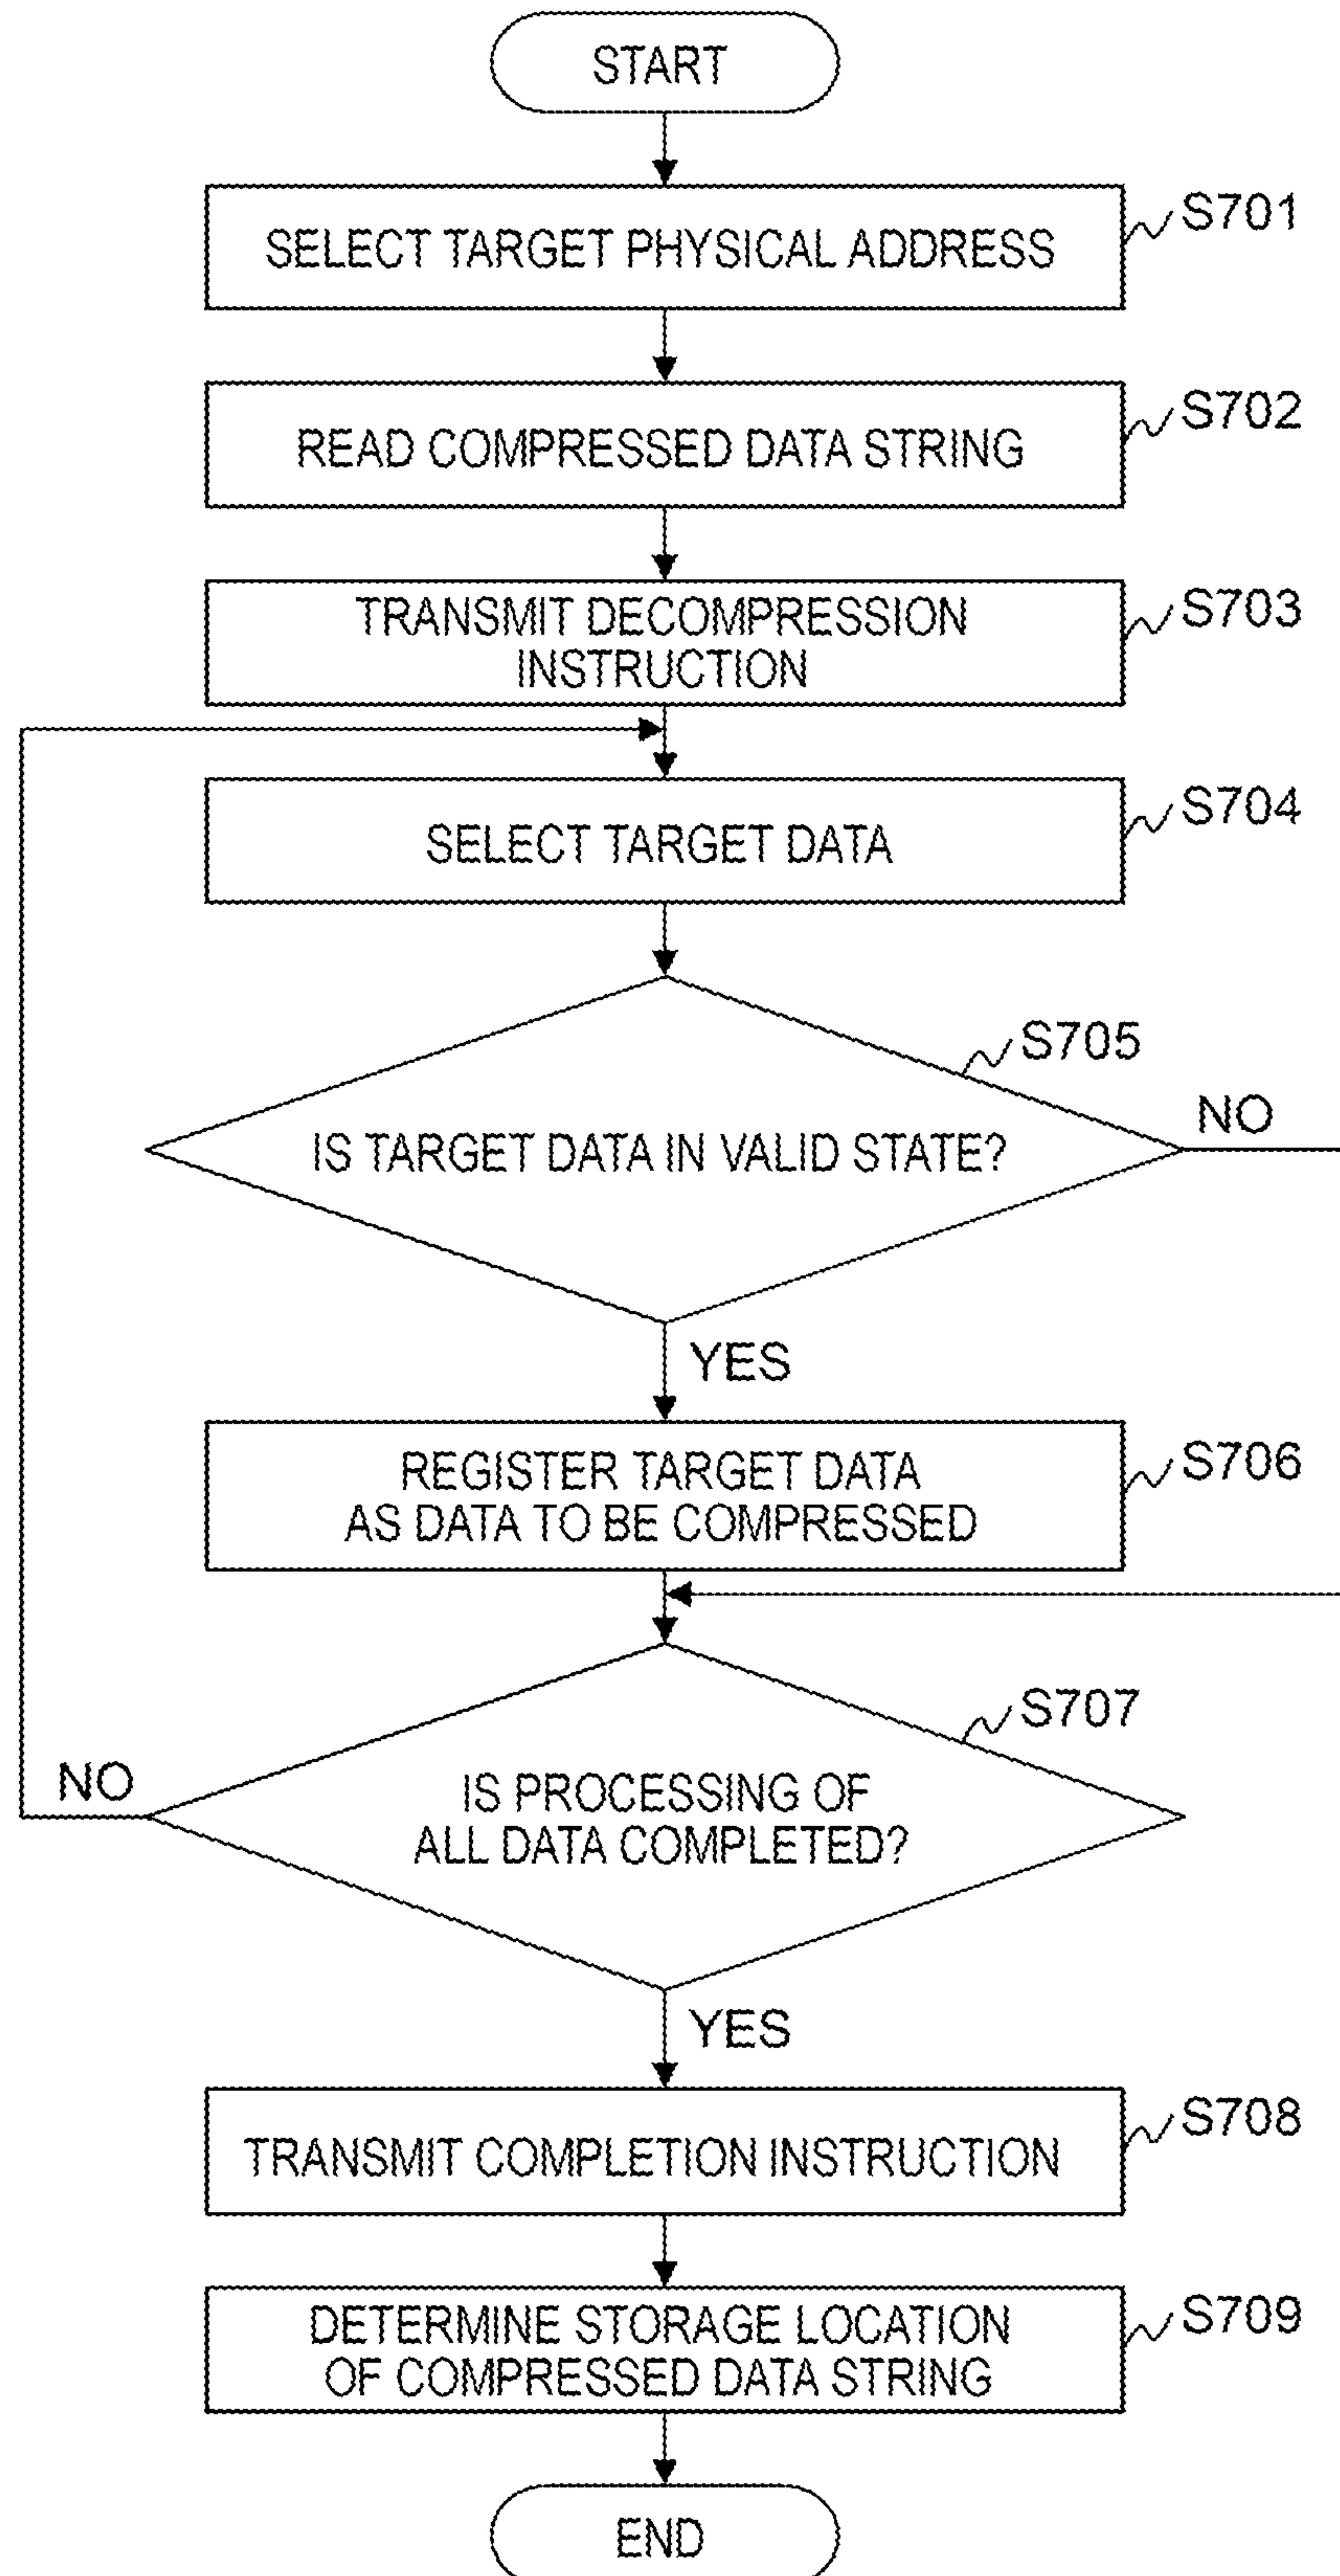 START
SELECT TARGET PHYSICAL ADDRESS
S701
READ COMPRESSED DATA STRING
S702
TRANSMIT DECOMPRESSION
INSTRUCTION
S703
SELECT TARGET DATA
S704
S705
NO
IS TARGET DATA IN VALID STATE?
YES
REGISTER TARGET DATA
AS DATA TO BE COMPRESSED
S706
S707
NO
IS PROCESSING OF
ALL DATA COMPLETED?
YES
TRANSMIT COMPLETION INSTRUCTION
S708
DETERMINE STORAGE LOCATION
OF COMPRESSED DATA STRING
S709
END